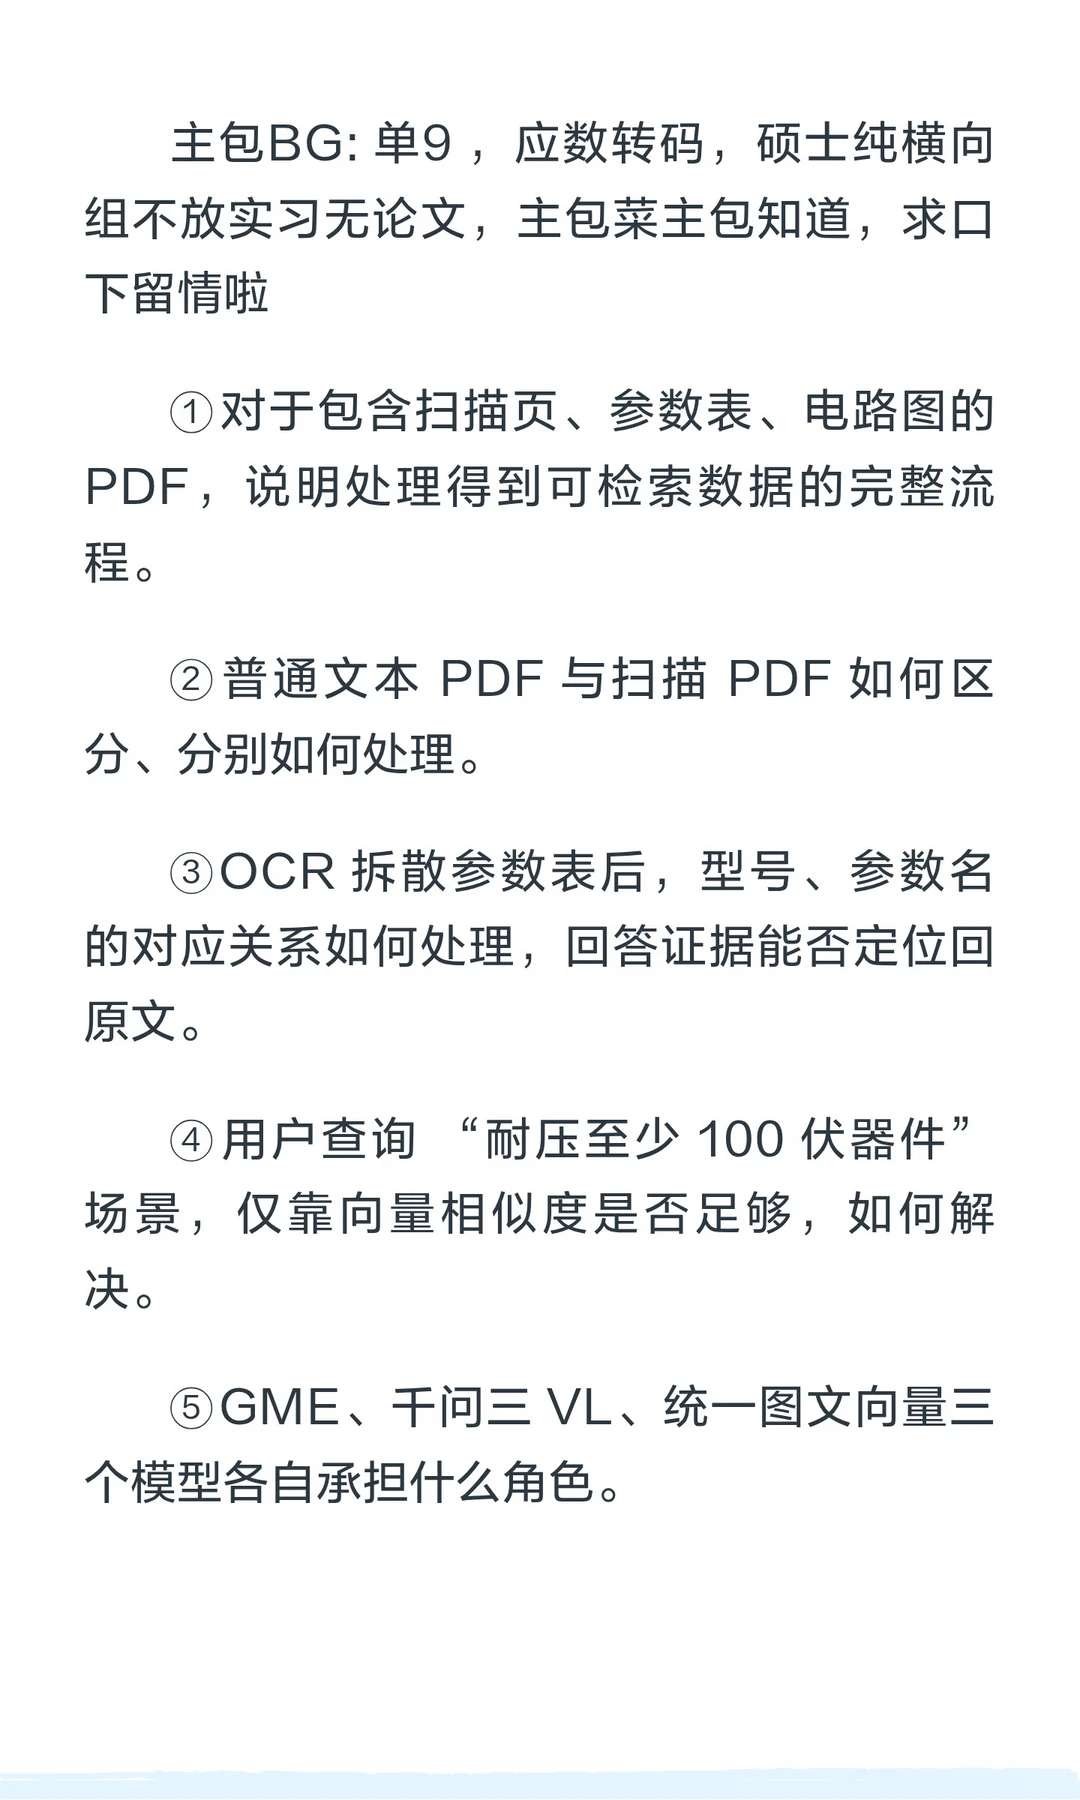 主包BG: 单9 ，应数转码，硕士纯横向
组不放实习无论文，主包菜主包知道，求口
下留情啦
①对于包含扫描页、参数表、电路图的
PDF，说明处理得到可检索数据的完整流
程。
②普通文本 PDF 与扫描 PDF 如何区
分、分别如何处理。
③OCR 拆散参数表后，型号、参数名
的对应关系如何处理，回答证据能否定位回
原文。
④用户查询 “耐压至少 100 伏器件”
场景，仅靠向量相似度是否足够，如何解
决。
⑤GME、千问三 VL、统一图文向量三
个模型各自承担什么角色。